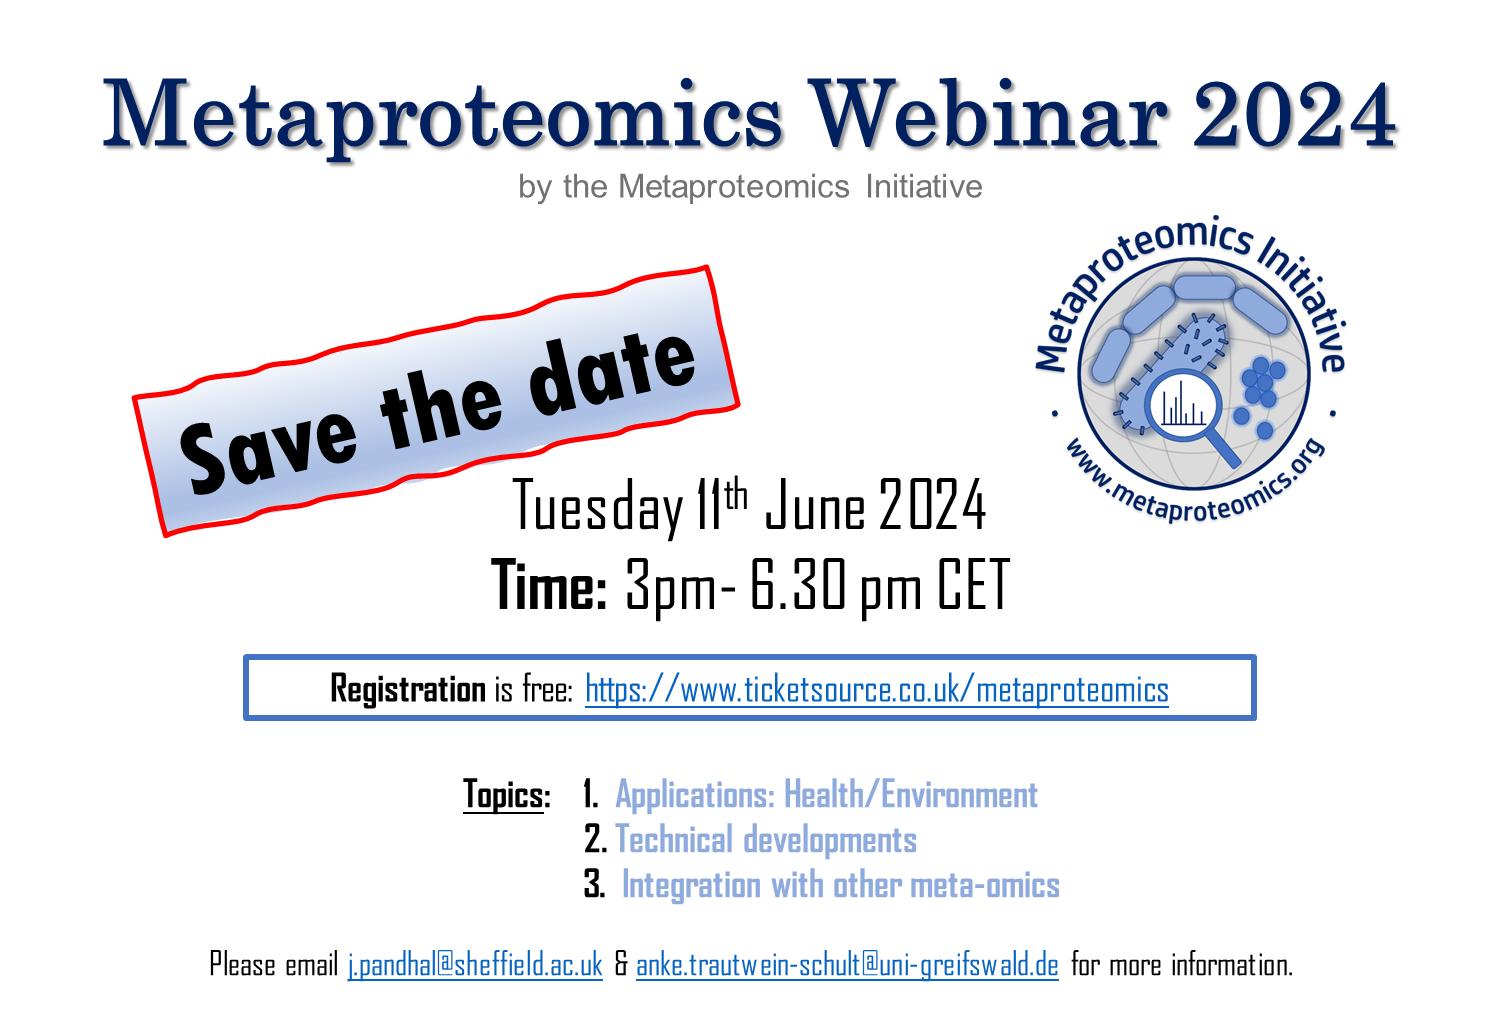 Metaproteomics Webinar 2024
by the Metaproteomics Initiative
Metaproteomics Initiative
· www.metaproteomics.org ·
Save the date
Tuesday 11th June 2024
Time: 3pm- 6.30 pm CET
Registration is free: https://www.ticketsource.co.uk/metaproteomics
Topics: 1. Applications: Health/Environment
2. Technical developments
3. Integration with other meta-omics
Please email j.pandhal@sheffield.ac.uk & anke.trautwein-schult@uni-greifswald.de for more information.